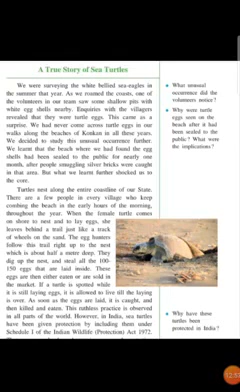 A True Story of Sea Turtles
We were surveying the white bellied sea-eagles in
the summer that year. As we roamed the coasts, one
of the volunteers in our team saw some shallow pits with
white egg shells nearby. Enquiries with the villagers
revealed that they were turtle eggs. This came as a
surprise. We had never come across turtle eggs in our
walks along the beaches of Konkan in all these years.
We decided to study this unusual occurrence further.
We learnt that the beach where we had found the egg
shells had been sealed to the public for nearly one
month, after people smuggling silver bricks were caught
in that area. But what we learnt further shocked us to
the core.
Turtles nest along the entire coastline of our State.
There are a few people in every village who keep
combing the beach in the early hours of the morning,
throughout the year. When the female turtle comes
on shore to nest and to lay eggs, she
leaves behind a trail just like a track
of wheels on the sand. The egg hunters
follow this trail right up to the nest
which is about half a metre deep. They
dig up the nest, and steal all the 100-
150 eggs that are laid inside. These
eggs are then either eaten or are sold in
the market. If a turtle is spotted while
it is still laying eggs, it is allowed to live till the laying
is over. As soon as the eggs are laid, it is caught, and
then killed and eaten. This ruthless practice is observed
in all parts of the world. However, in India, sea turtles
have been given protection by including them under
Schedule I of the Indian Wildlife (Protection) Act 1972.
• What unusual
occurrence did the
volunteers notice?
• Why were turtle
eggs seen on the
beach after it had
been sealed to the
public? What were
the implications?
• Why have these
turtles been
protected in India?